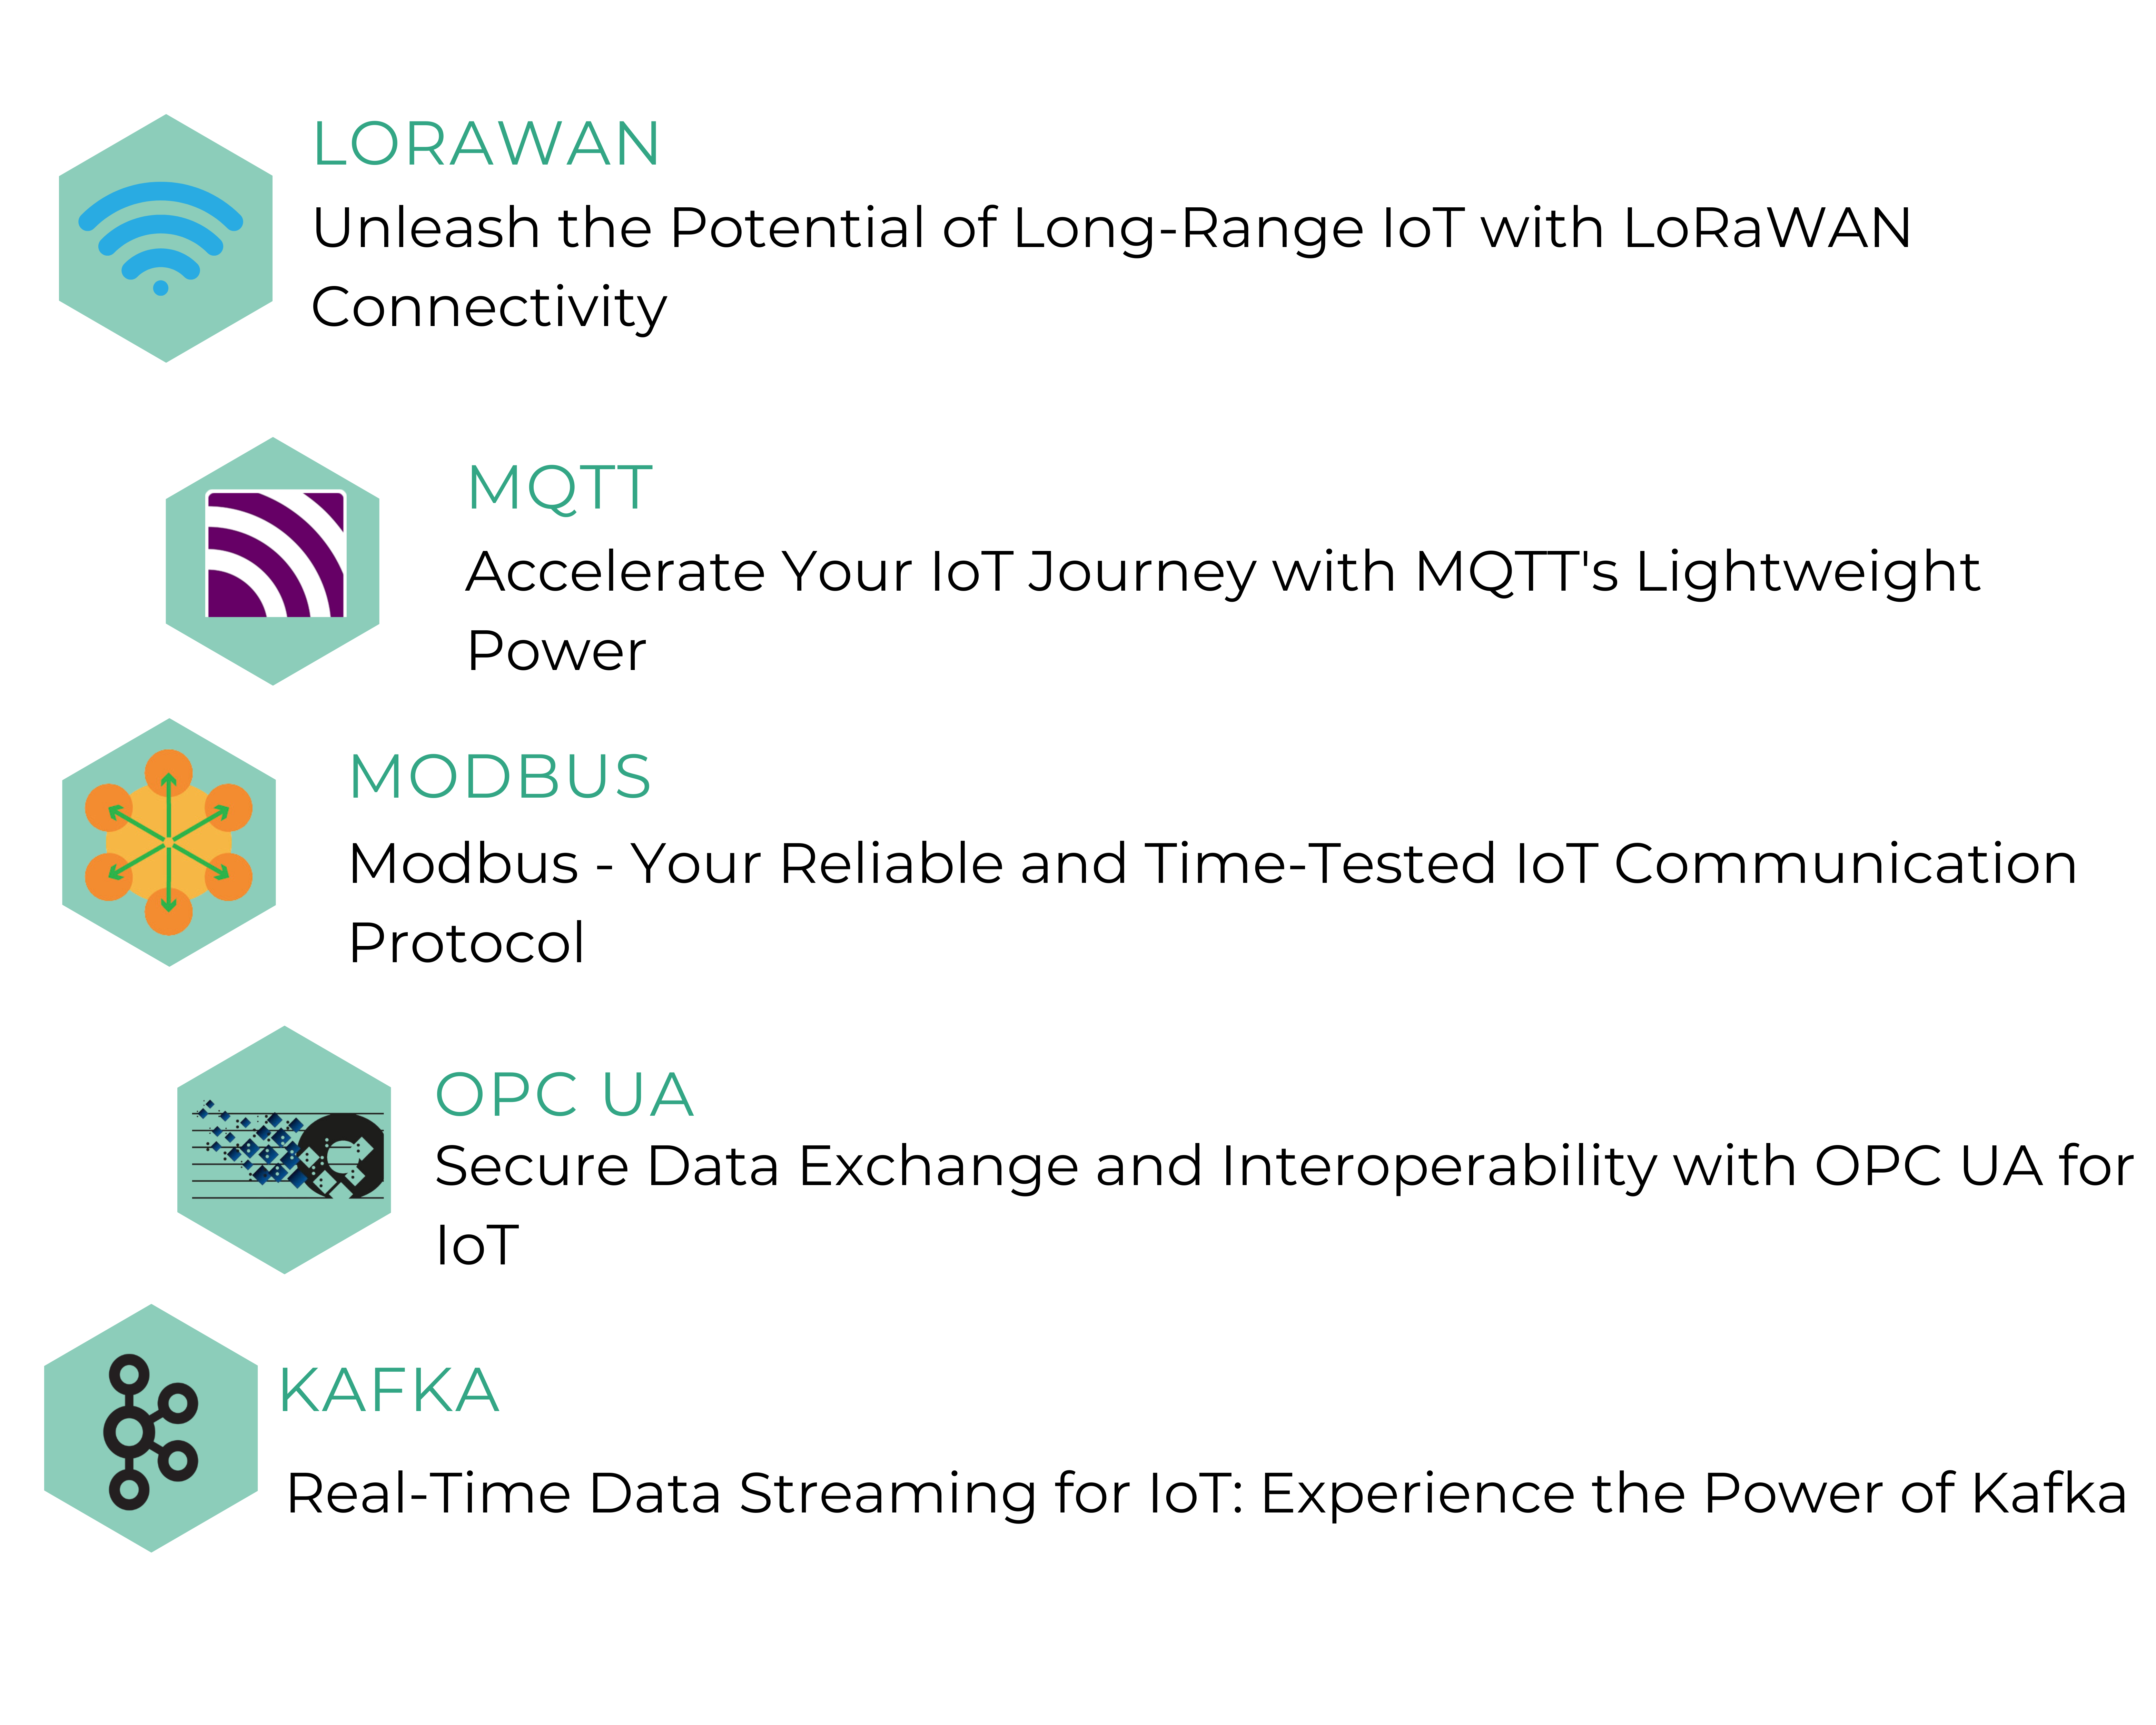 LORAWAN
Unleash the Potential of Long-Range IoT with LoRaWAN
Connectivity
MQTT
Accelerate Your IoT Journey with MQTT's Lightweight
Power
MODBUS
Modbus - Your Reliable and Time-Tested IoT Communication
Protocol
OPC UA
Secure Data Exchange and Interoperability with OPC UA for
IoT
KAFKA
Real-Time Data Streaming for IoT: Experience the Power of Kafka